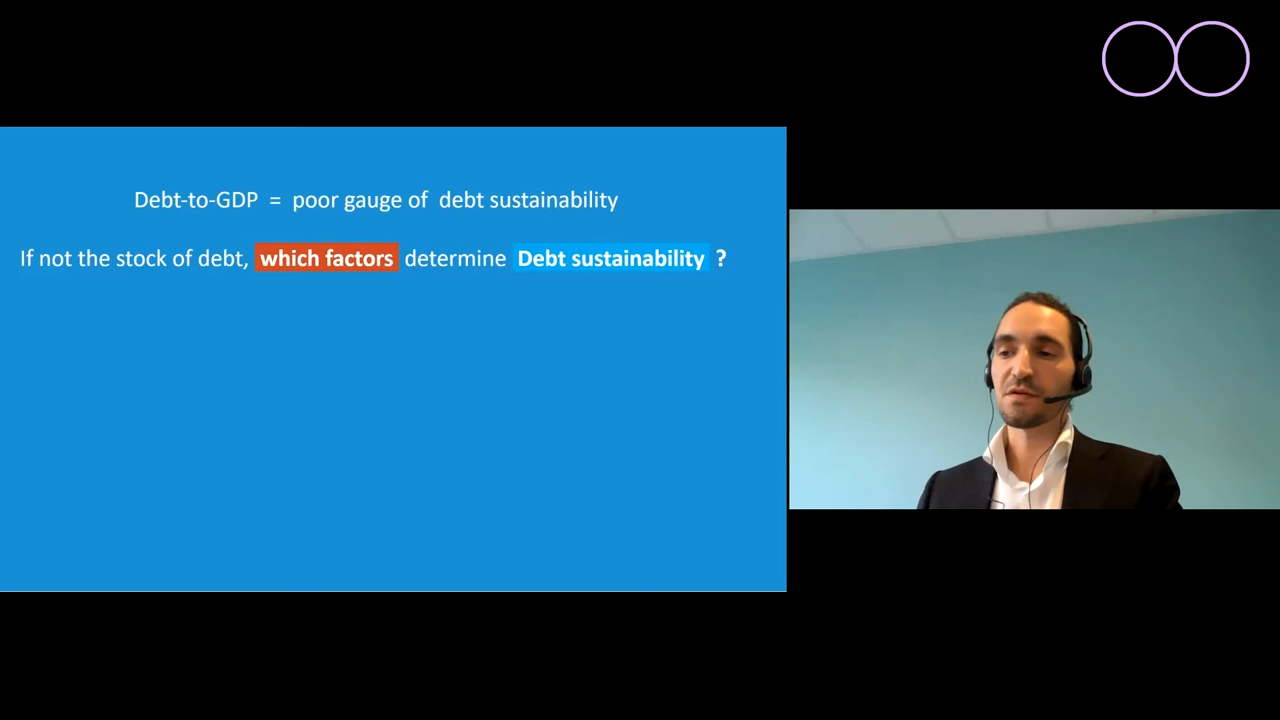 Debt-to-GDP = poor gauge of debt sustainability
If not the stock of debt, which factors determine Debt sustainability ?